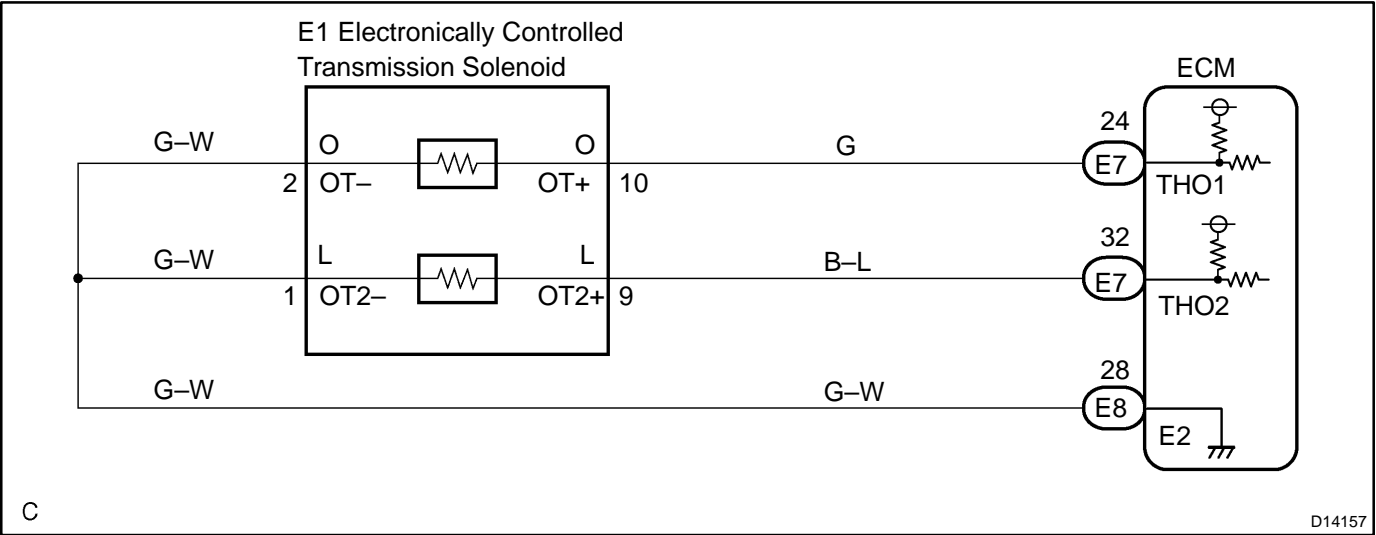 E1 Electronically Controlled
Transmission Solenoid
ECM
G–W
O
O
G
24
E7
2
OT–
OT+
10
THO1
G–W
L
L
B–L
32
E7
1
OT2–
OT2+
9
THO2
G–W
G–W
28
E8
E2
C
D14157